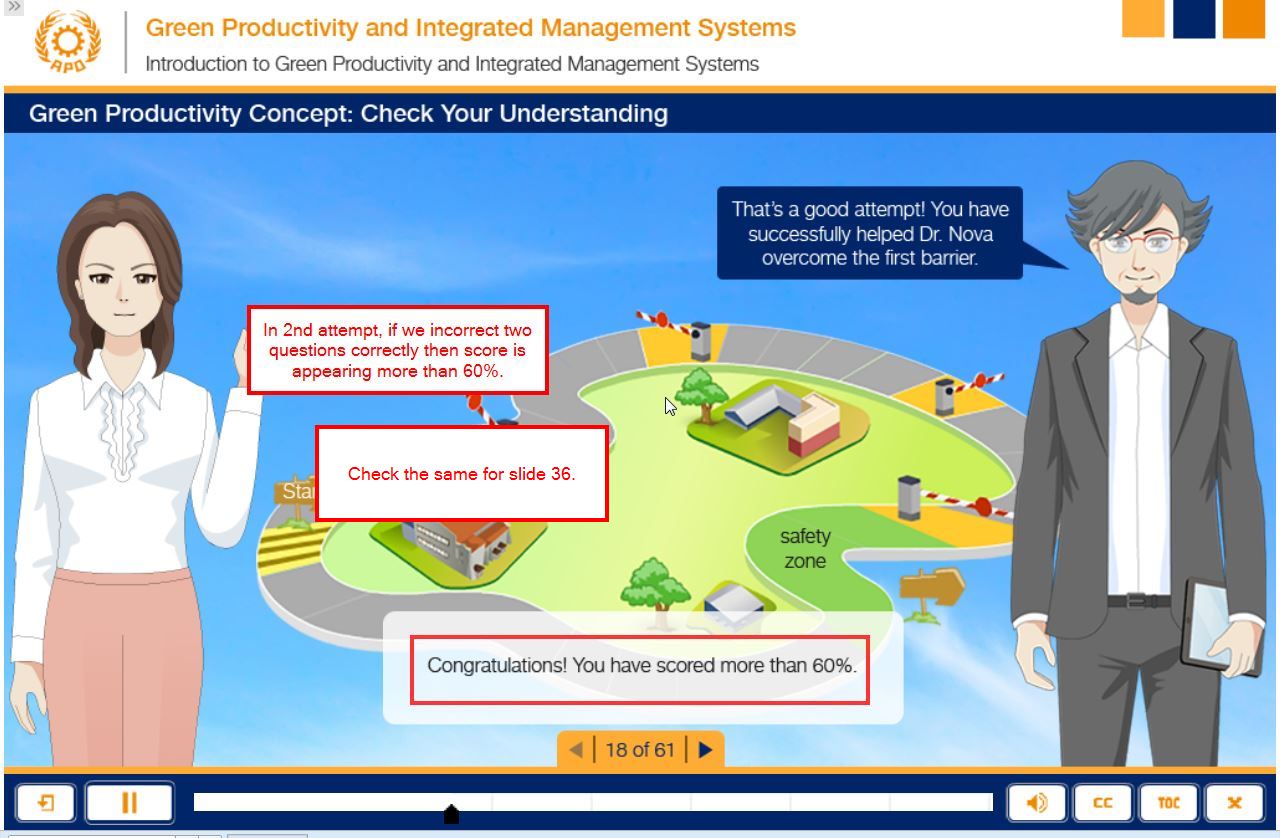 »
APO
Green Productivity and Integrated Management Systems
Introduction to Green Productivity and Integrated Management Systems
Green Productivity Concept: Check Your Understanding
That's a good attempt! You have
successfully helped Dr. Nova
overcome the first barrier.
In 2nd attempt, if we incorrect two
questions correctly then score is
appearing more than 60%.
Check the same for slide 36.
safety
zone
Congratulations! You have scored more than 60%.
18 of 61
CC
TOC